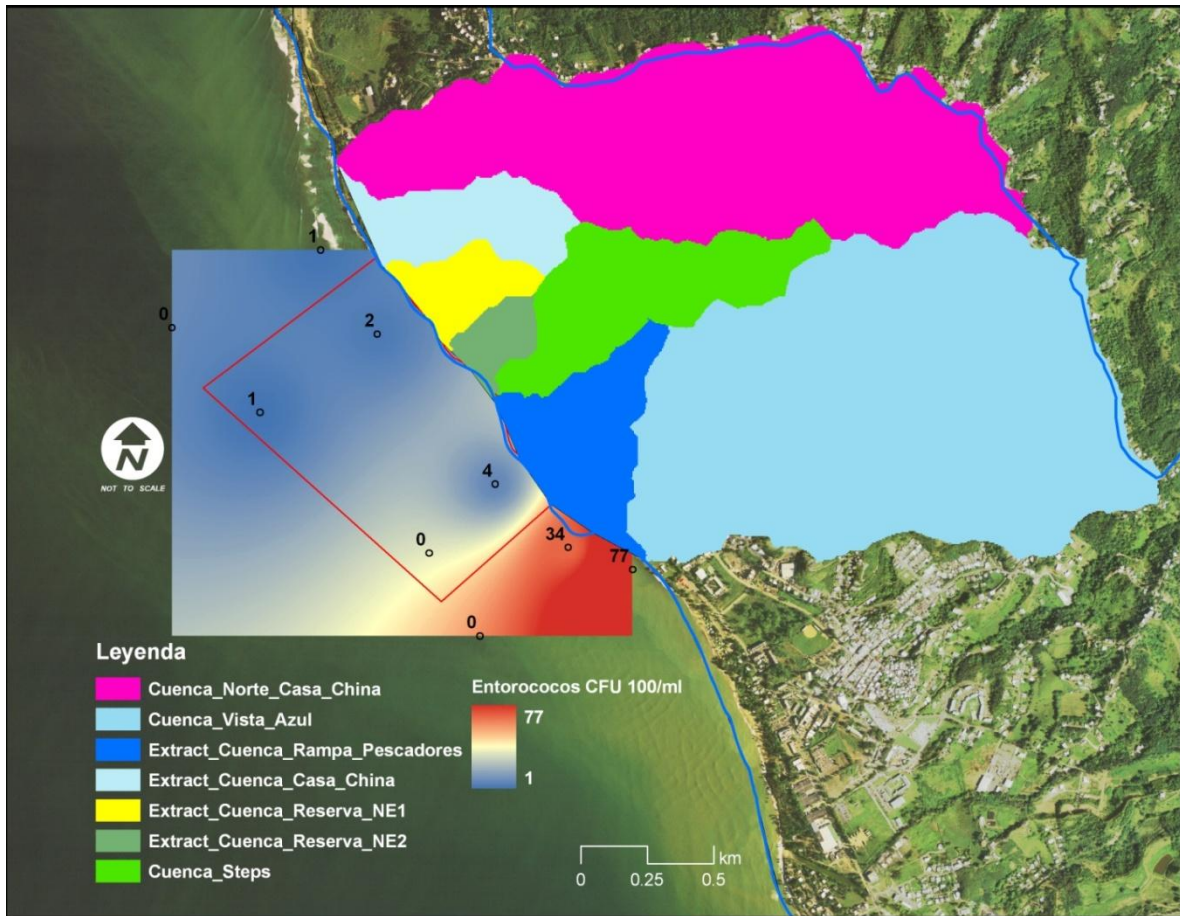 1
0
2
1
N
NOT TO SCALE
4
0
34
77
0
Leyenda
Cuenca_Norte_Casa_China
Cuenca_Vista_Azul
Extract_Cuenca_Rampa_Pescadores
Extract_Cuenca_Casa_China
Extract_Cuenca_Reserva_NE1
Extract_Cuenca_Reserva_NE2
Cuenca_Steps
Entorococos CFU 100/ml
77
1
km
0 0.25 0.5